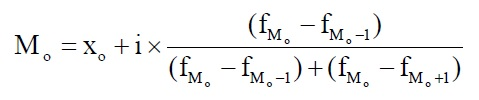 Mₒ = xₒ + i × (f_Mₒ − f_Mₒ−1) / ((f_Mₒ − f_Mₒ−1) + (f_Mₒ − f_Mₒ+1))